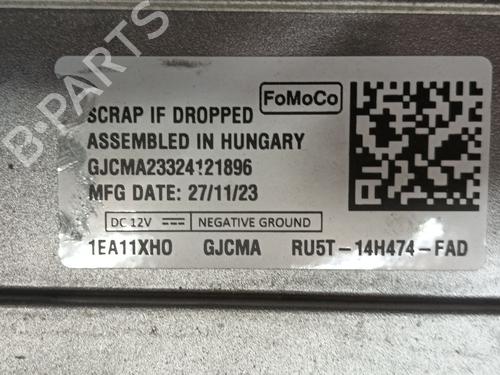 B-PARTS
FoMoCo
SCRAP IF DROPPED
ASSEMBLED IN HUNGARY
GJCMA23324121896
MFG DATE: 27/11/23
DC 12V NEGATIVE GROUND
1EA11XHO GJCMA RU5T-14H474-FAD